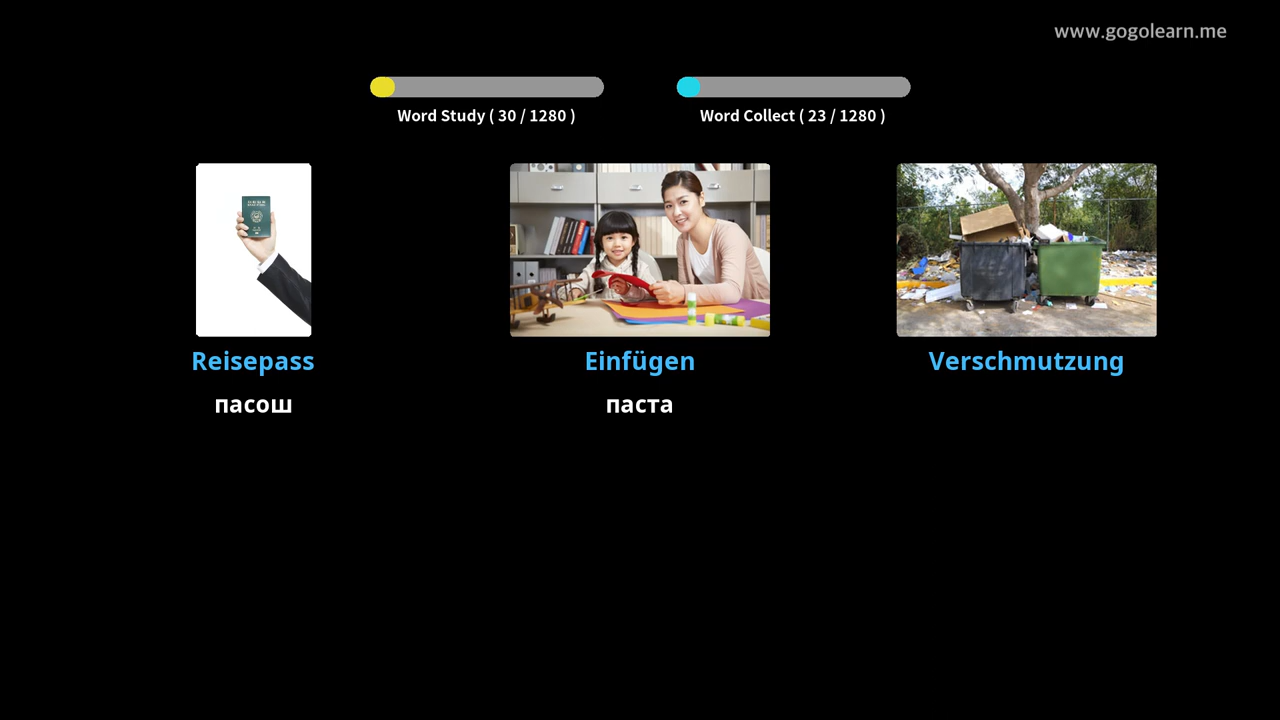 www.gogolearn.me
Word Study ( 30 / 1280 )
Word Collect ( 23 / 1280 )
Reisepass
Einfügen
Verschmutzung
пасош
паста